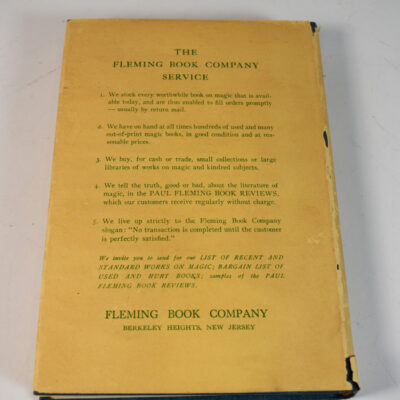 THE
FLEMING BOOK COMPANY
SERVICE
1. We stock every worthwhile book on magic that is avail-
able today, and are thus enabled to fill orders promptly
— usually by return mail.
2. We have on hand at all times hundreds of used and many
out-of-print magic books, in good condition and at rea-
sonable prices.
3. We buy, for cash or trade, small collections or large
libraries of works on magic and kindred subjects.
4. We tell the truth, good or bad, about the literature of
magic, in the PAUL FLEMING BOOK REVIEWS,
which our customers receive regularly without charge.
5. We live up strictly to the Fleming Book Company
slogan: "No transaction is completed until the customer
is perfectly satisfied."
We invite you to send for our LIST OF RECENT AND
STANDARD WORKS ON MAGIC; BARGAIN LIST OF
USED AND HURT BOOKS; samples of the PAUL
FLEMING BOOK REVIEWS.
FLEMING BOOK COMPANY
BERKELEY HEIGHTS, NEW JERSEY